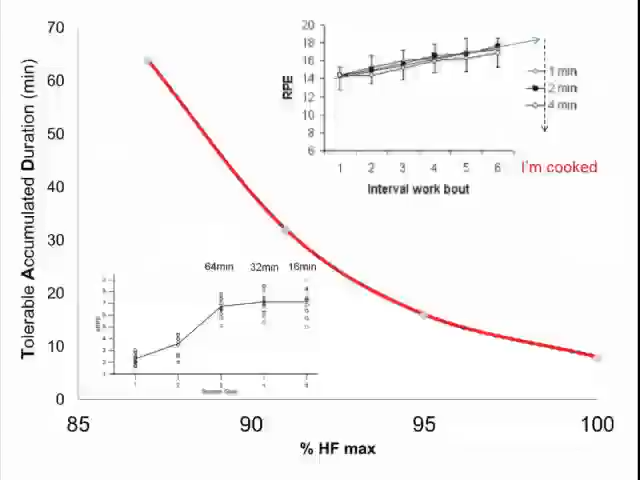 70
60
50
40
30
20
10
0
Tolerable Accumulated Duration (min)
85
90
95
100
% HF max
20
18
16
14
12
10
8
6
RPE
1 2 3 4 5 6
Interval work bout
1 min
2 min
4 min
I'm cooked
64min 32min 16min